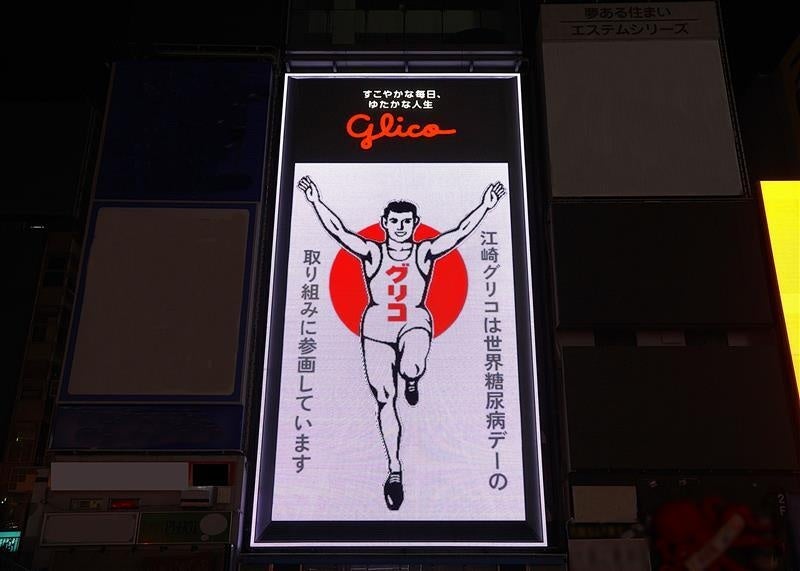 夢ある住まい
エステムシリーズ
すこやかな毎日、
ゆたかな人生
glico
グリコ
江崎グリコは世界糖尿病デーの
取り組みに参画しています